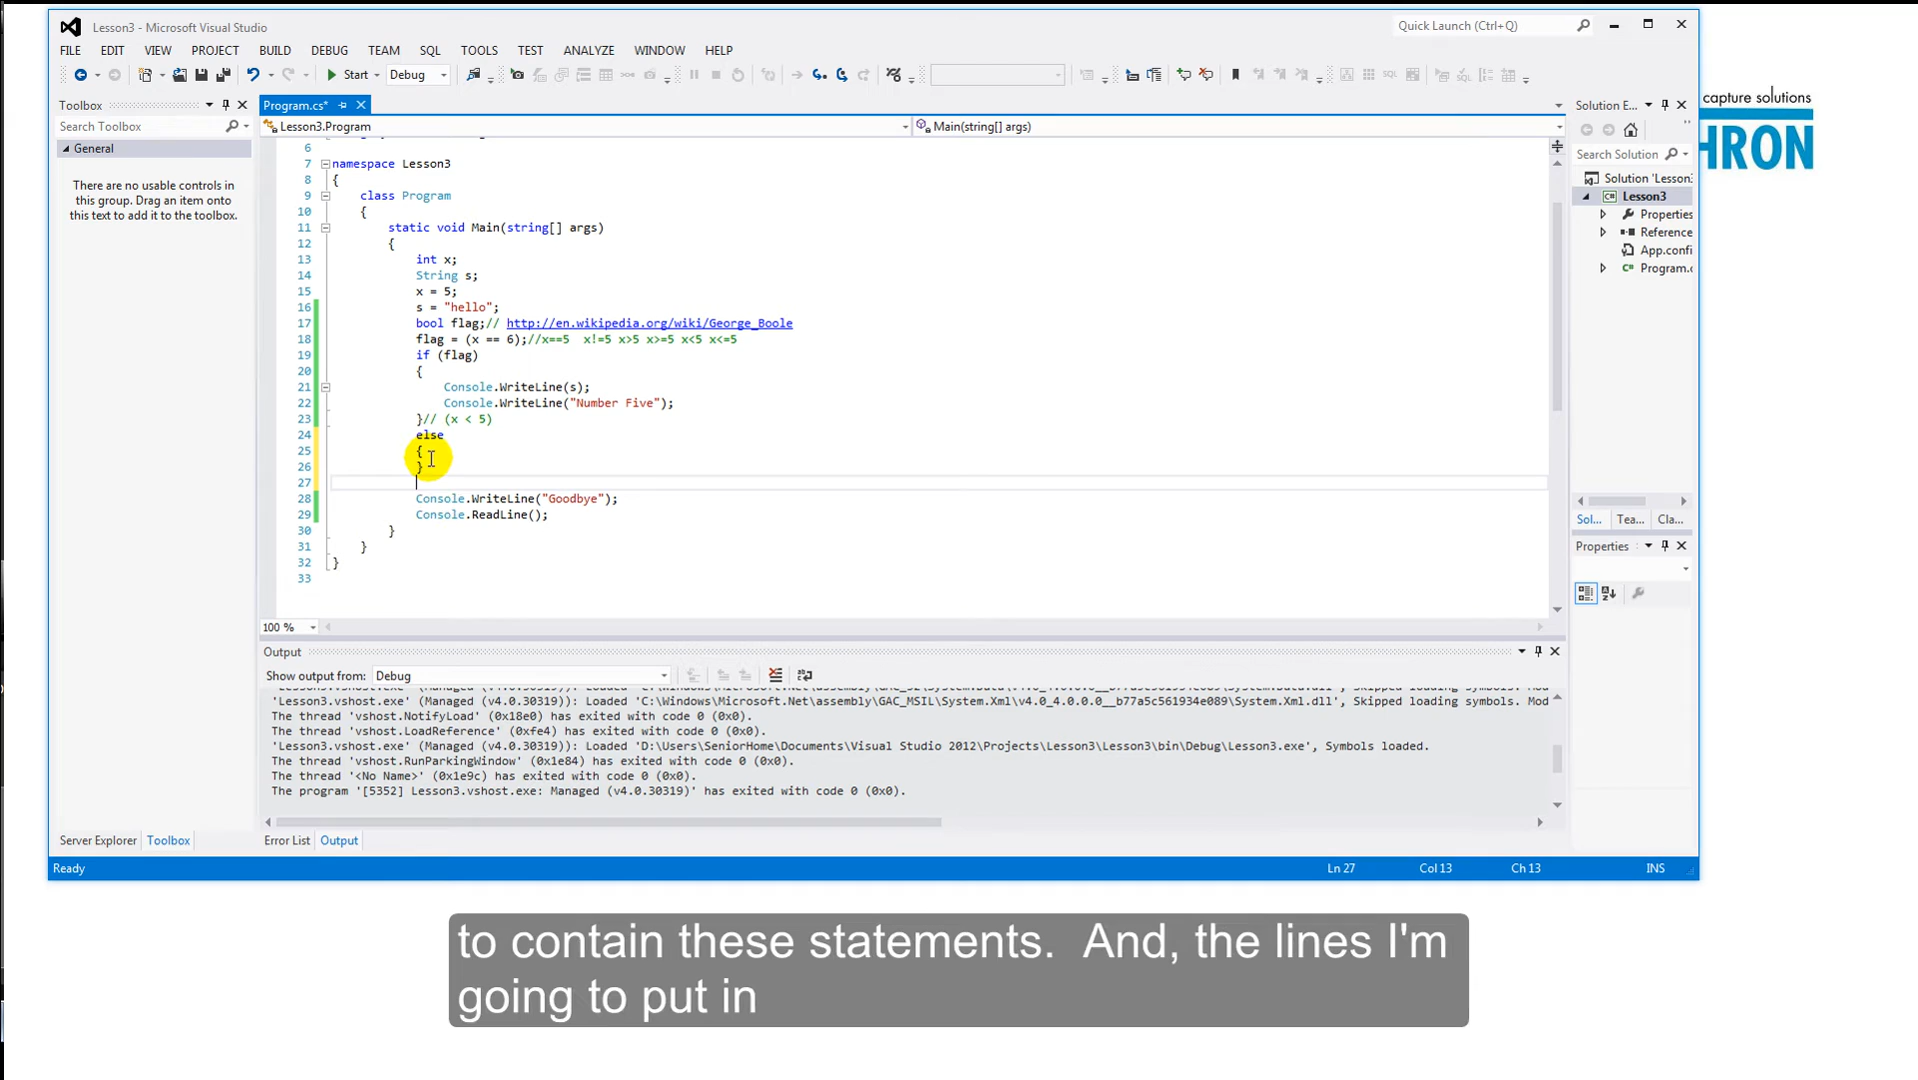 Lesson3 - Microsoft Visual Studio
Quick Launch (Ctrl+Q)
FILE EDIT VIEW PROJECT BUILD DEBUG TEAM SQL TOOLS TEST ANALYZE WINDOW HELP
Start Debug
Toolbox
Program.cs*
Solution E...
capture solutions
HRON
Search Toolbox
Lesson3.Program
Main(string[] args)
General
There are no usable controls in
this group. Drag an item onto
this text to add it to the toolbox.
Search Solution
Solution 'Lesson
Lesson3
Properties
Reference
App.confi
Program.c
6
7 namespace Lesson3
8 {
9 class Program
10 {
11 static void Main(string[] args)
12 {
13 int x;
14 String s;
15 x = 5;
16 s = "hello";
17 bool flag;// http://en.wikipedia.org/wiki/George_Boole
18 flag = (x == 6);//x==5  x!=5 x>5 x>=5 x<5 x<=5
19 if (flag)
20 {
21 Console.WriteLine(s);
22 Console.WriteLine("Number Five");
23 }// (x < 5)
24 else
25 {
26 }
27
28 Console.WriteLine("Goodbye");
29 Console.ReadLine();
30 }
31 }
32 }
33
100 %
Sol... Tea... Cla...
Properties
Output
Show output from: Debug
'Lesson3.vshost.exe' (Managed (v4.0.30319)): Loaded 'C:\Windows\Microsoft.Net\assembly\GAC_MSIL\System.Xml\v4.0_4.0.0.0__b77a5c561934e089\System.Xml.dll', Skipped loading symbols. Mod
The thread 'vshost.NotifyLoad' (0x18e0) has exited with code 0 (0x0).
The thread 'vshost.LoadReference' (0xfe4) has exited with code 0 (0x0).
'Lesson3.vshost.exe' (Managed (v4.0.30319)): Loaded 'D:\Users\SeniorHome\Documents\Visual Studio 2012\Projects\Lesson3\Lesson3\bin\Debug\Lesson3.exe', Symbols loaded.
The thread 'vshost.RunParkingWindow' (0x1e84) has exited with code 0 (0x0).
The thread '<No Name>' (0x1e9c) has exited with code 0 (0x0).
The program '[5352] Lesson3.vshost.exe: Managed (v4.0.30319)' has exited with code 0 (0x0).
Server Explorer Toolbox
Error List Output
Ready
Ln 27 Col 13 Ch 13 INS
to contain these statements.  And, the lines I'm
going to put in